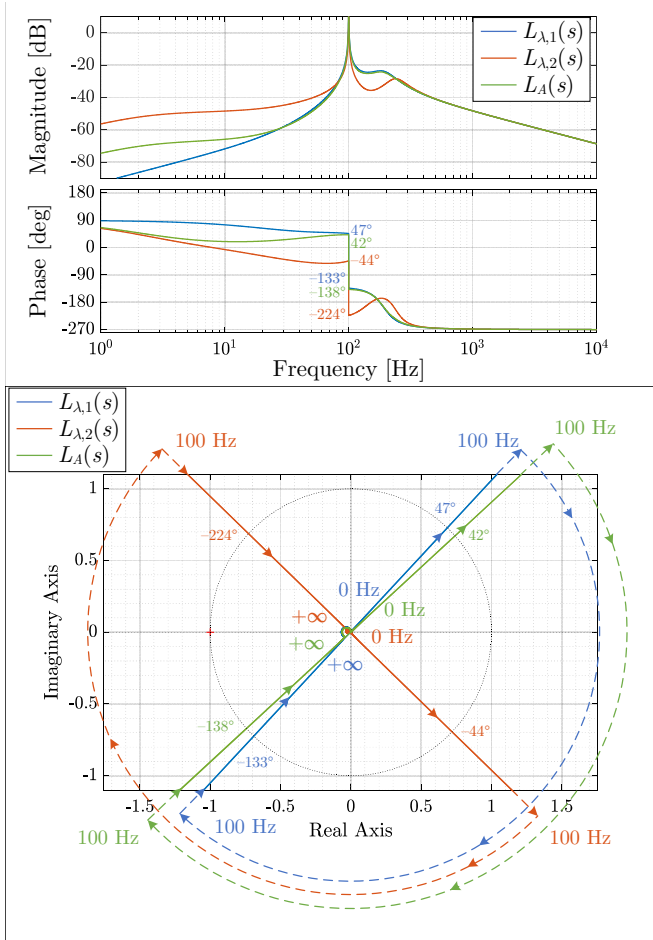 Magnitude [dB]
0
-20
-40
-60
-80
L_{λ,1}(s)
L_{λ,2}(s)
L_A(s)
Phase [deg]
180
90
0
-90
-180
-270
47°
42°
–44°
–133°
–138°
–224°
10^0
10^1
10^2
10^3
10^4
Frequency [Hz]
L_{λ,1}(s)
L_{λ,2}(s)
L_A(s)
100 Hz
100 Hz
100 Hz
Imaginary Axis
1
0.5
0
-0.5
-1
–224°
47°
42°
0 Hz
0 Hz
0 Hz
+∞
+∞
+∞
–138°
–133°
–44°
-1.5
-1
-0.5
0
0.5
1
1.5
100 Hz
100 Hz
100 Hz
Real Axis